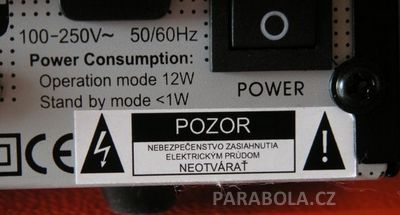 100-250V~ 50/60Hz
Power Consumption:
Operation mode 12W
Stand by mode <1W
POWER
POZOR
NEBEZPEČENSTVO ZASIAHNUTIA
ELEKTRICKÝM PRÚDOM
NEOTVÁRAŤ
CE
PARABOLA.CZ